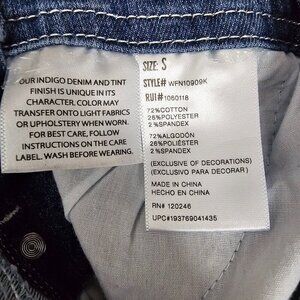 OUR INDIGO DENIM AND TINT
FINISH IS UNIQUE IN ITS
CHARACTER. COLOR MAY
TRANSFER ONTO LIGHT FABRICS
OR UPHOLSTERY WHEN WORN.
FOR BEST CARE, FOLLOW
INSTRUCTIONS ON THE CARE
LABEL. WASH BEFORE WEARING.
SIZE: S
STYLE# WFN10909K
RUI# 1060118
72%COTTON
26%POLYESTER
2%SPANDEX
72%ALGODÓN
26%POLIÉSTER
2%SPANDEX
(EXCLUSIVE OF DECORATIONS)
(EXCLUSIVO PARA DECORAR)
MADE IN CHINA
HECHO EN CHINA
RN# 120246
UPC#193769041435